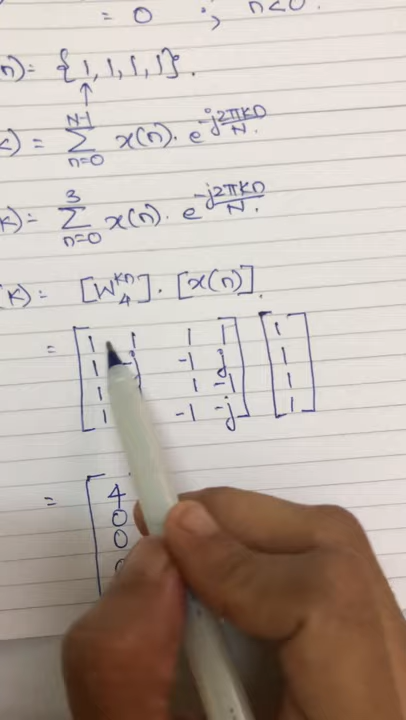 = 0 ; n<0.
n) = {1, 1, 1, 1}.
↑
k) = N-1 Σ n=0 x(n) · e^-j2πkn/N.
k) = 3 Σ n=0 x(n) · e^-j2πkn/N.
(k) = [W4^kn] · [x(n)].
= [ 1 1 1 1 ] [ 1
1 -j -1 j 1
1 1 -1 1
1 -1 -j ] 1 ]
= [ 4
0
0